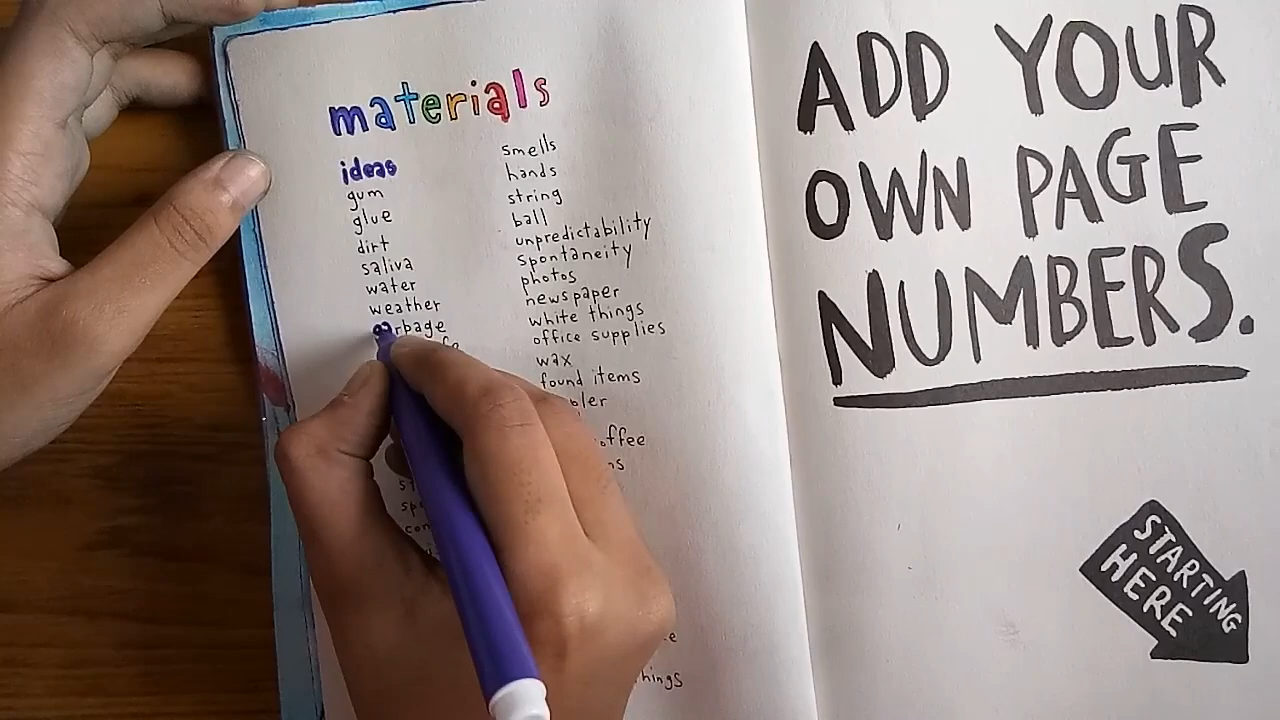 materials
ideas
gum
glue
dirt
saliva
water
weather
garbage
smells
hands
string
ball
unpredictability
spontaneity
photos
newspaper
white things
office supplies
wax
found items
ADD YOUR
OWN PAGE
NUMBERS.
STARTING
HERE